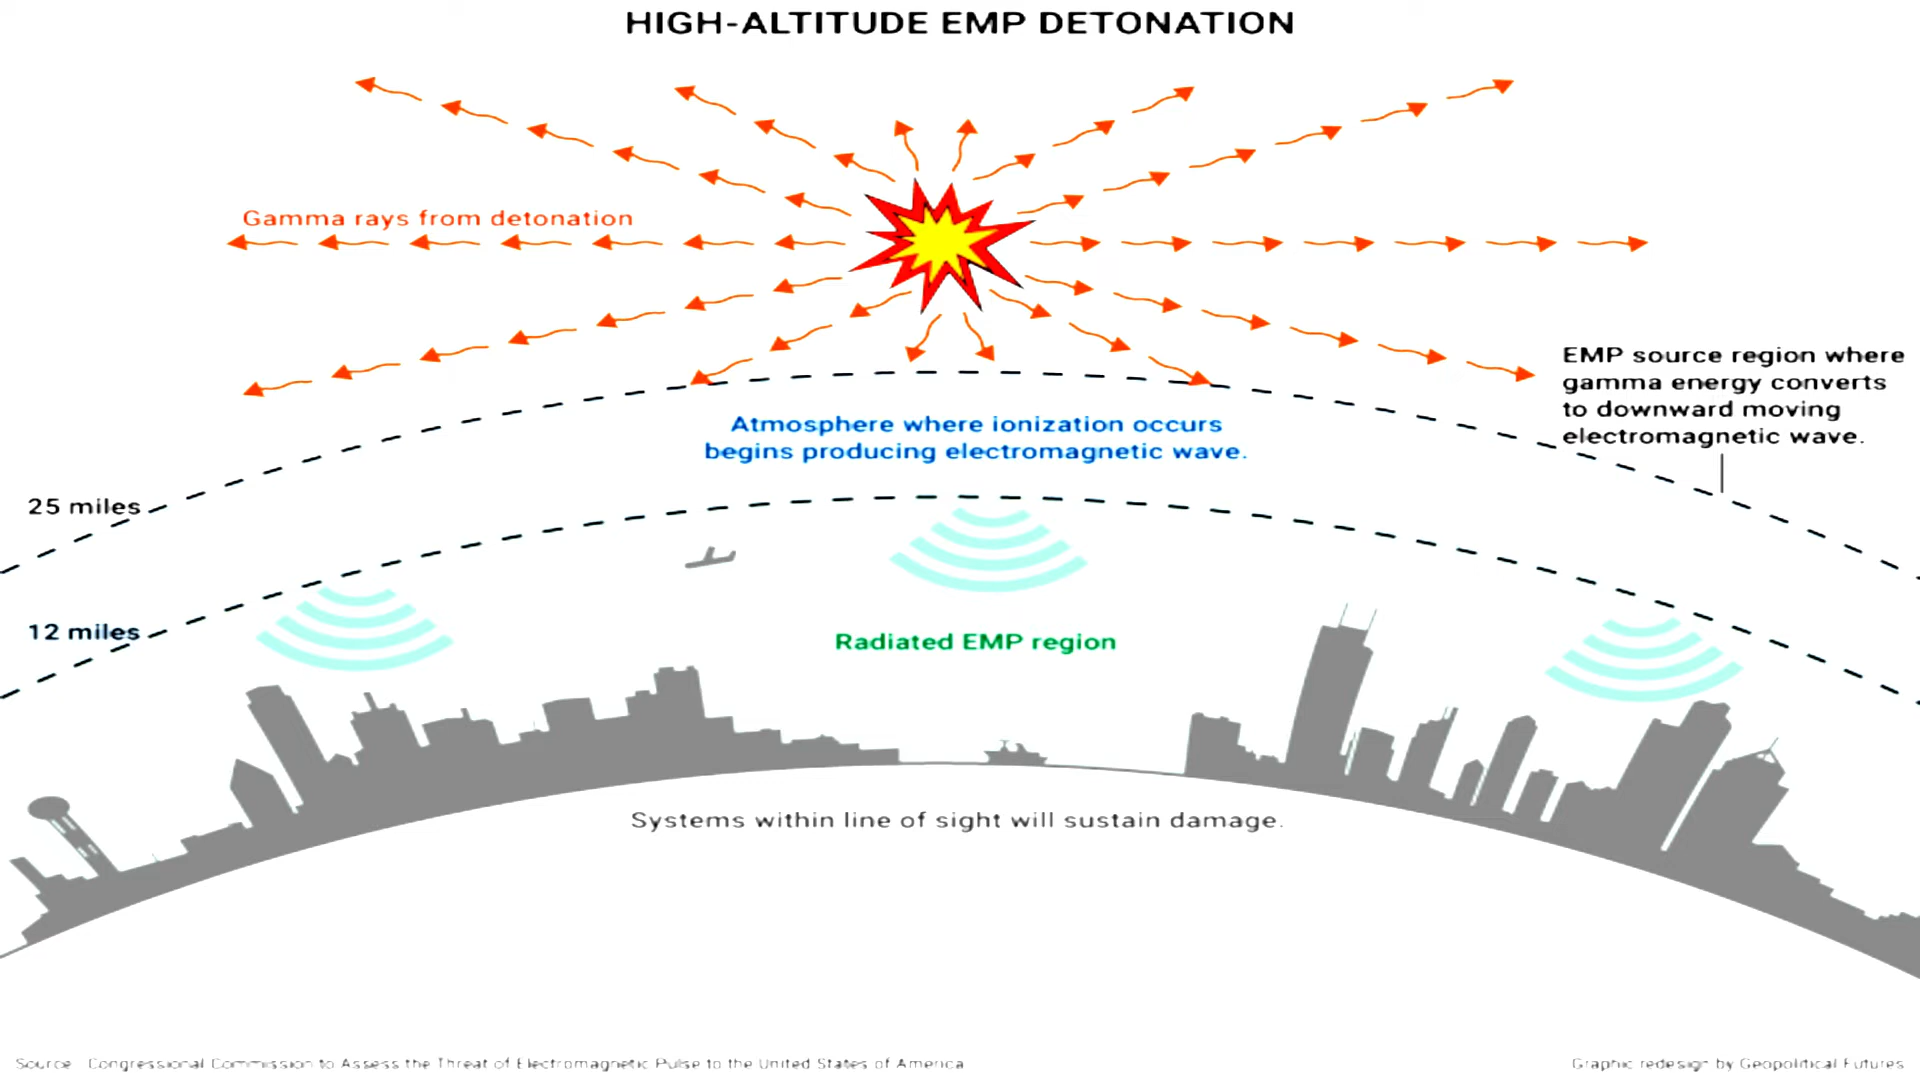 HIGH-ALTITUDE EMP DETONATION
Gamma rays from detonation
EMP source region where
gamma energy converts
to downward moving
electromagnetic wave.
Atmosphere where ionization occurs
begins producing electromagnetic wave.
25 miles
12 miles
Radiated EMP region
Systems within line of sight will sustain damage.
Source: Congressional Commission to Assess the Threat of Electromagnetic Pulse to the United States of America
Graphic redesign by Geopolitical Futures